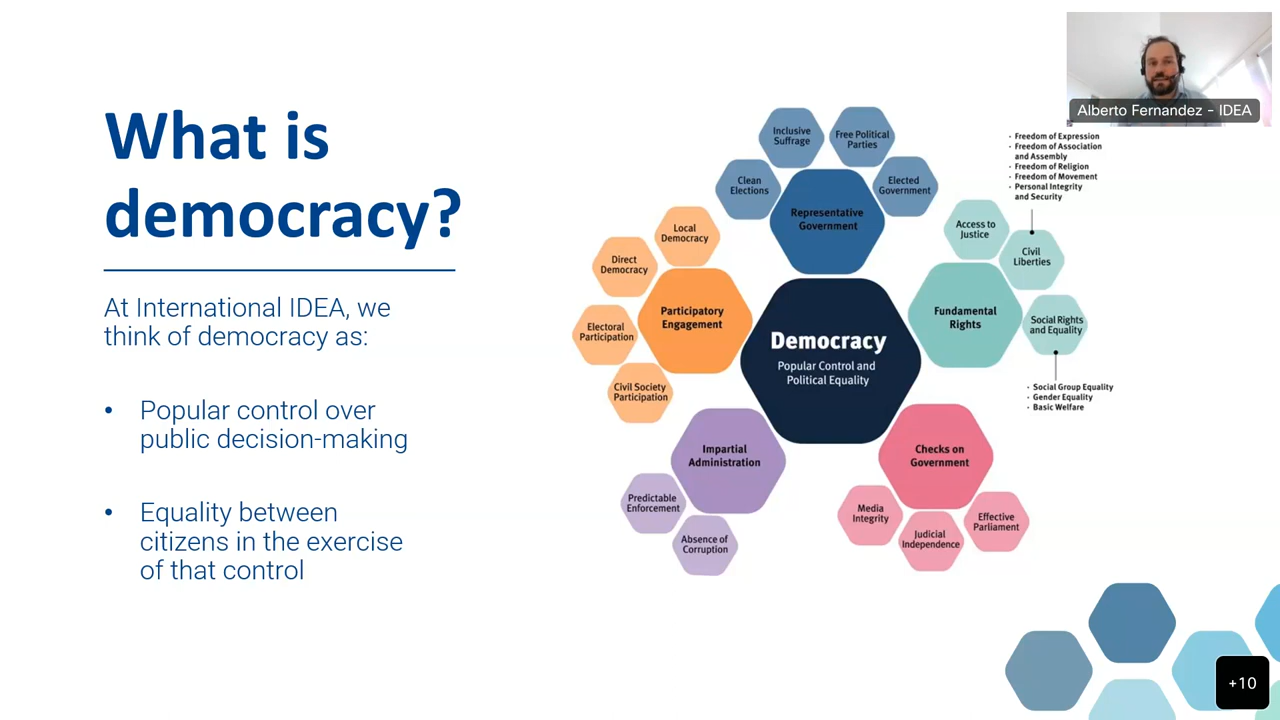 What is
democracy?
At International IDEA, we
think of democracy as:
• Popular control over
public decision-making
• Equality between
citizens in the exercise
of that control
Democracy
Popular Control and
Political Equality
Representative
Government
Clean
Elections
Inclusive
Suffrage
Free Political
Parties
Elected
Government
Fundamental
Rights
Access to
Justice
Civil
Liberties
· Freedom of Expression
· Freedom of Association
and Assembly
· Freedom of Religion
· Freedom of Movement
· Personal Integrity
and Security
Social Rights
and Equality
· Social Group Equality
· Gender Equality
· Basic Welfare
Checks on
Government
Media
Integrity
Judicial
Independence
Effective
Parliament
Impartial
Administration
Predictable
Enforcement
Absence of
Corruption
Participatory
Engagement
Local
Democracy
Direct
Democracy
Electoral
Participation
Civil Society
Participation
Alberto Fernandez - IDEA
+10